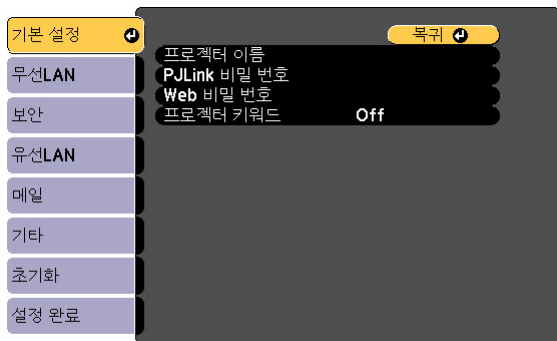 기본 설정
무선LAN
보안
유선LAN
메일
기타
초기화
설정 완료
복귀
프로젝터 이름
PJLink 비밀 번호
Web 비밀 번호
프로젝터 키워드 Off